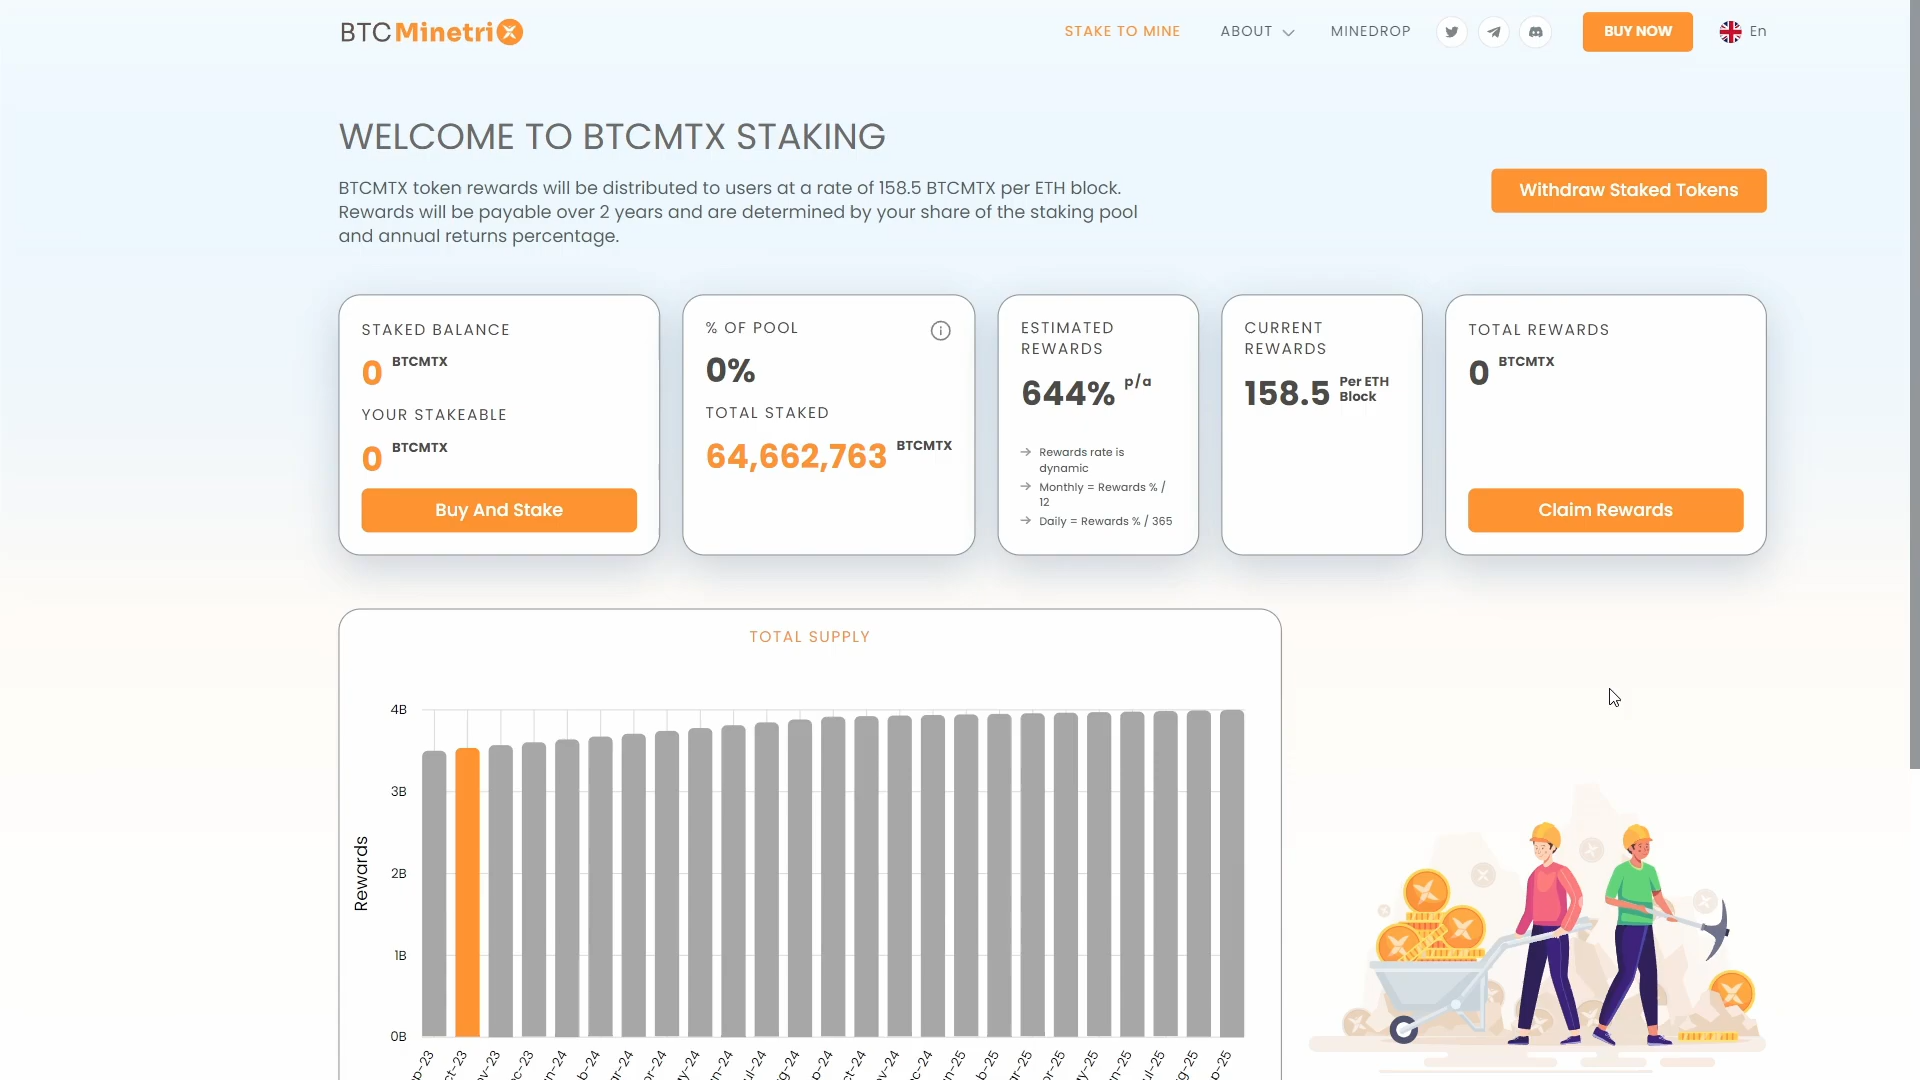 BTC Minetrix
STAKE TO MINE
ABOUT
MINEDROP
BUY NOW
En
WELCOME TO BTCMTX STAKING
BTCMTX token rewards will be distributed to users at a rate of 158.5 BTCMTX per ETH block.
Rewards will be payable over 2 years and are determined by your share of the staking pool
and annual returns percentage.
Withdraw Staked Tokens
STAKED BALANCE
0 BTCMTX
YOUR STAKEABLE
0 BTCMTX
Buy And Stake
% OF POOL
0%
TOTAL STAKED
64,662,763 BTCMTX
ESTIMATED
REWARDS
644% p/a
Rewards rate is
dynamic
Monthly = Rewards % /
12
Daily = Rewards % / 365
CURRENT
REWARDS
158.5 Per ETH
Block
TOTAL REWARDS
0 BTCMTX
Claim Rewards
TOTAL SUPPLY
4B
3B
2B
1B
0B
Rewards